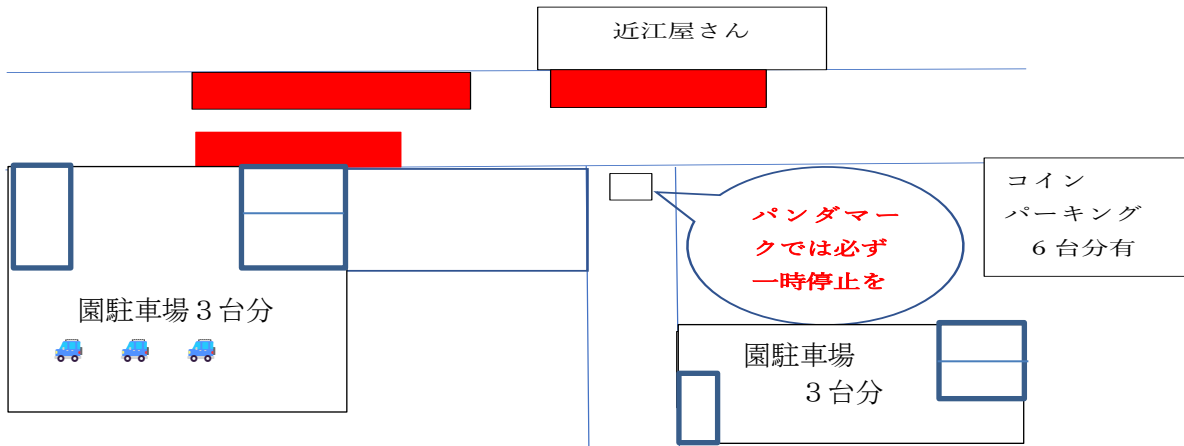 近江屋さん
コイン
パーキング
６台分有
パンダマー
クでは必ず
一時停止を
園駐車場３台分
園駐車場
３台分